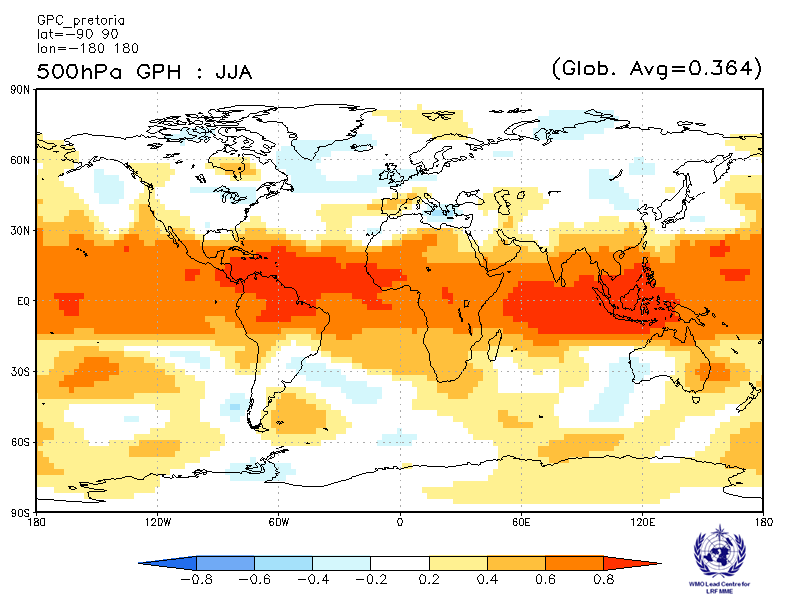 GPC_pretoria
lat=−90 90
lon=−180 180
500hPa GPH : JJA
(Glob. Avg=0.364)
90N
60N
30N
EQ
30S
60S
90S
180 120W 60W 0 60E 120E 180
−0.8 −0.6 −0.4 −0.2 0.2 0.4 0.6 0.8
WMO Lead Centre for
LRF MME